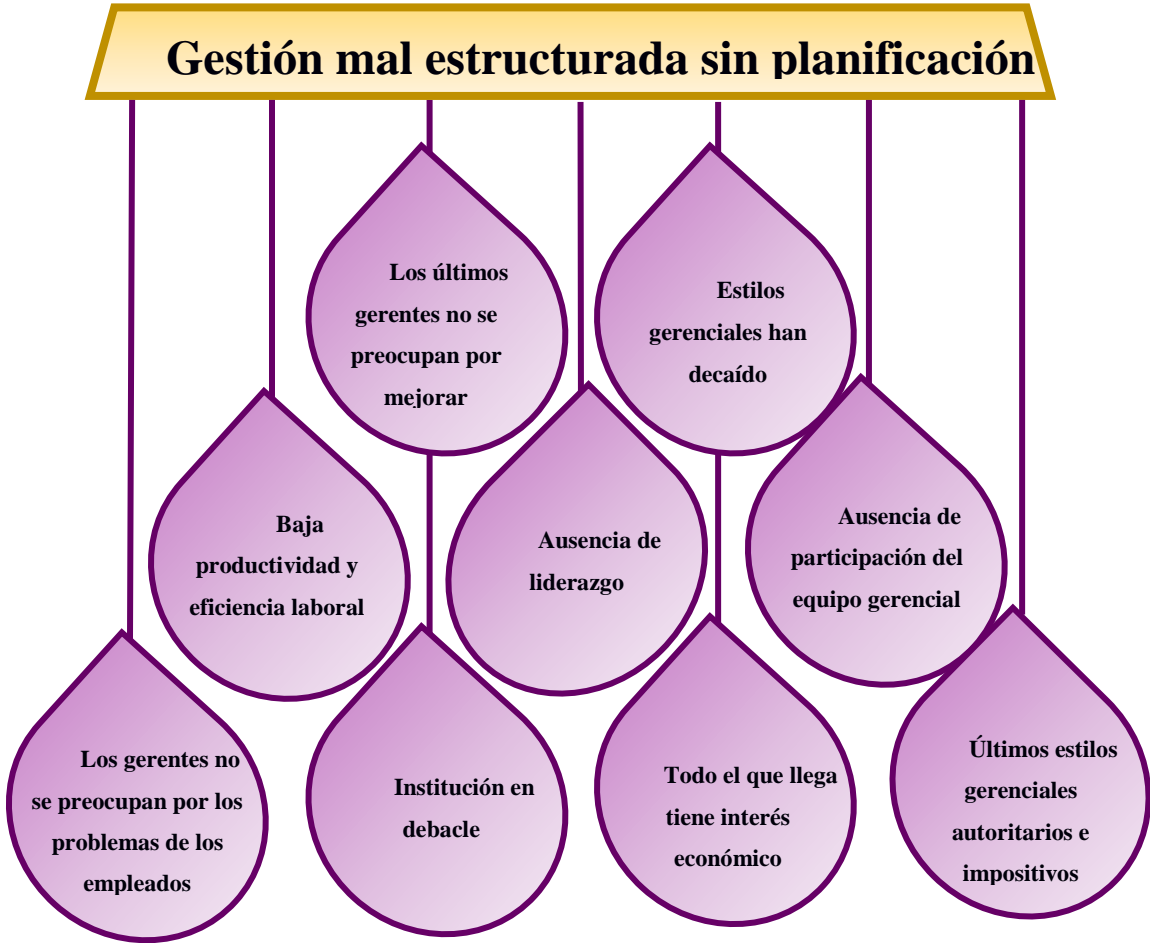 Gestión mal estructurada sin planificación
Los últimos
gerentes no se
preocupan por
mejorar
Estilos
gerenciales han
decaído
Baja
productividad y
eficiencia laboral
Ausencia de
liderazgo
Ausencia de
participación del
equipo gerencial
Los gerentes no
se preocupan por los
problemas de los
empleados
Institución en
debacle
Todo el que llega
tiene interés
económico
Últimos estilos
gerenciales
autoritarios e
impositivos